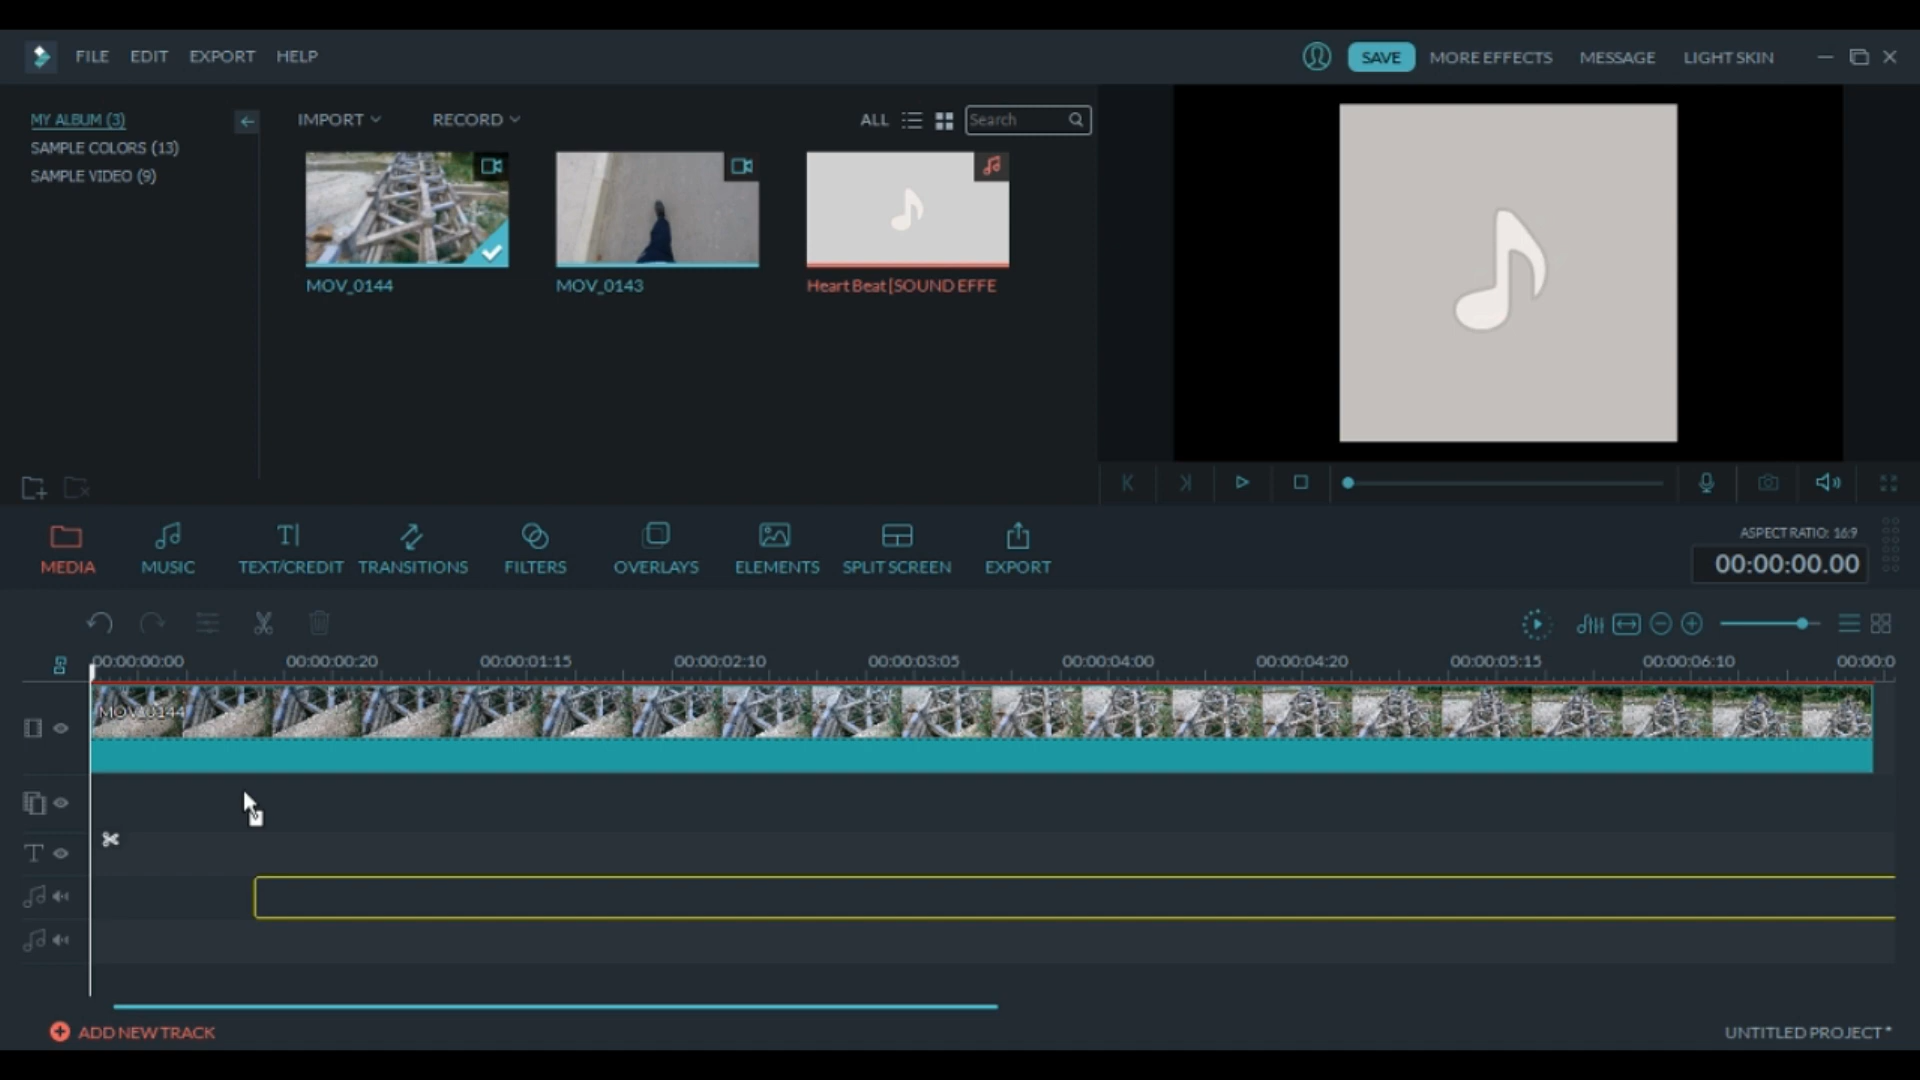 FILE EDIT EXPORT HELP
SAVE MORE EFFECTS MESSAGE LIGHT SKIN
MY ALBUM (3)
SAMPLE COLORS (13)
SAMPLE VIDEO (9)
IMPORT RECORD ALL Search
MOV_0144 MOV_0143 Heart Beat [SOUND EFFE
MEDIA MUSIC TEXT/CREDIT TRANSITIONS FILTERS OVERLAYS ELEMENTS SPLIT SCREEN EXPORT
ASPECT RATIO: 16:9
00:00:00.00
00:00:00:00 00:00:00:20 00:00:01:15 00:00:02:10 00:00:03:05 00:00:04:00 00:00:04:20 00:00:05:15 00:00:06:10 00:00:0
MOV_0144
ADD NEW TRACK
UNTITLED PROJECT *